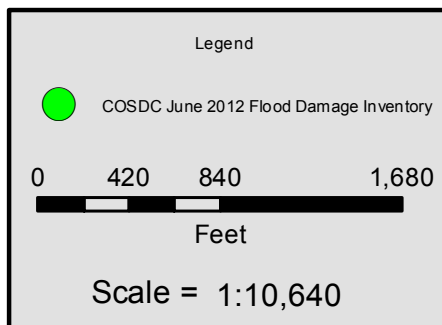 Legend
COSDC June 2012 Flood Damage Inventory
0 420 840 1,680
Feet
Scale = 1:10,640